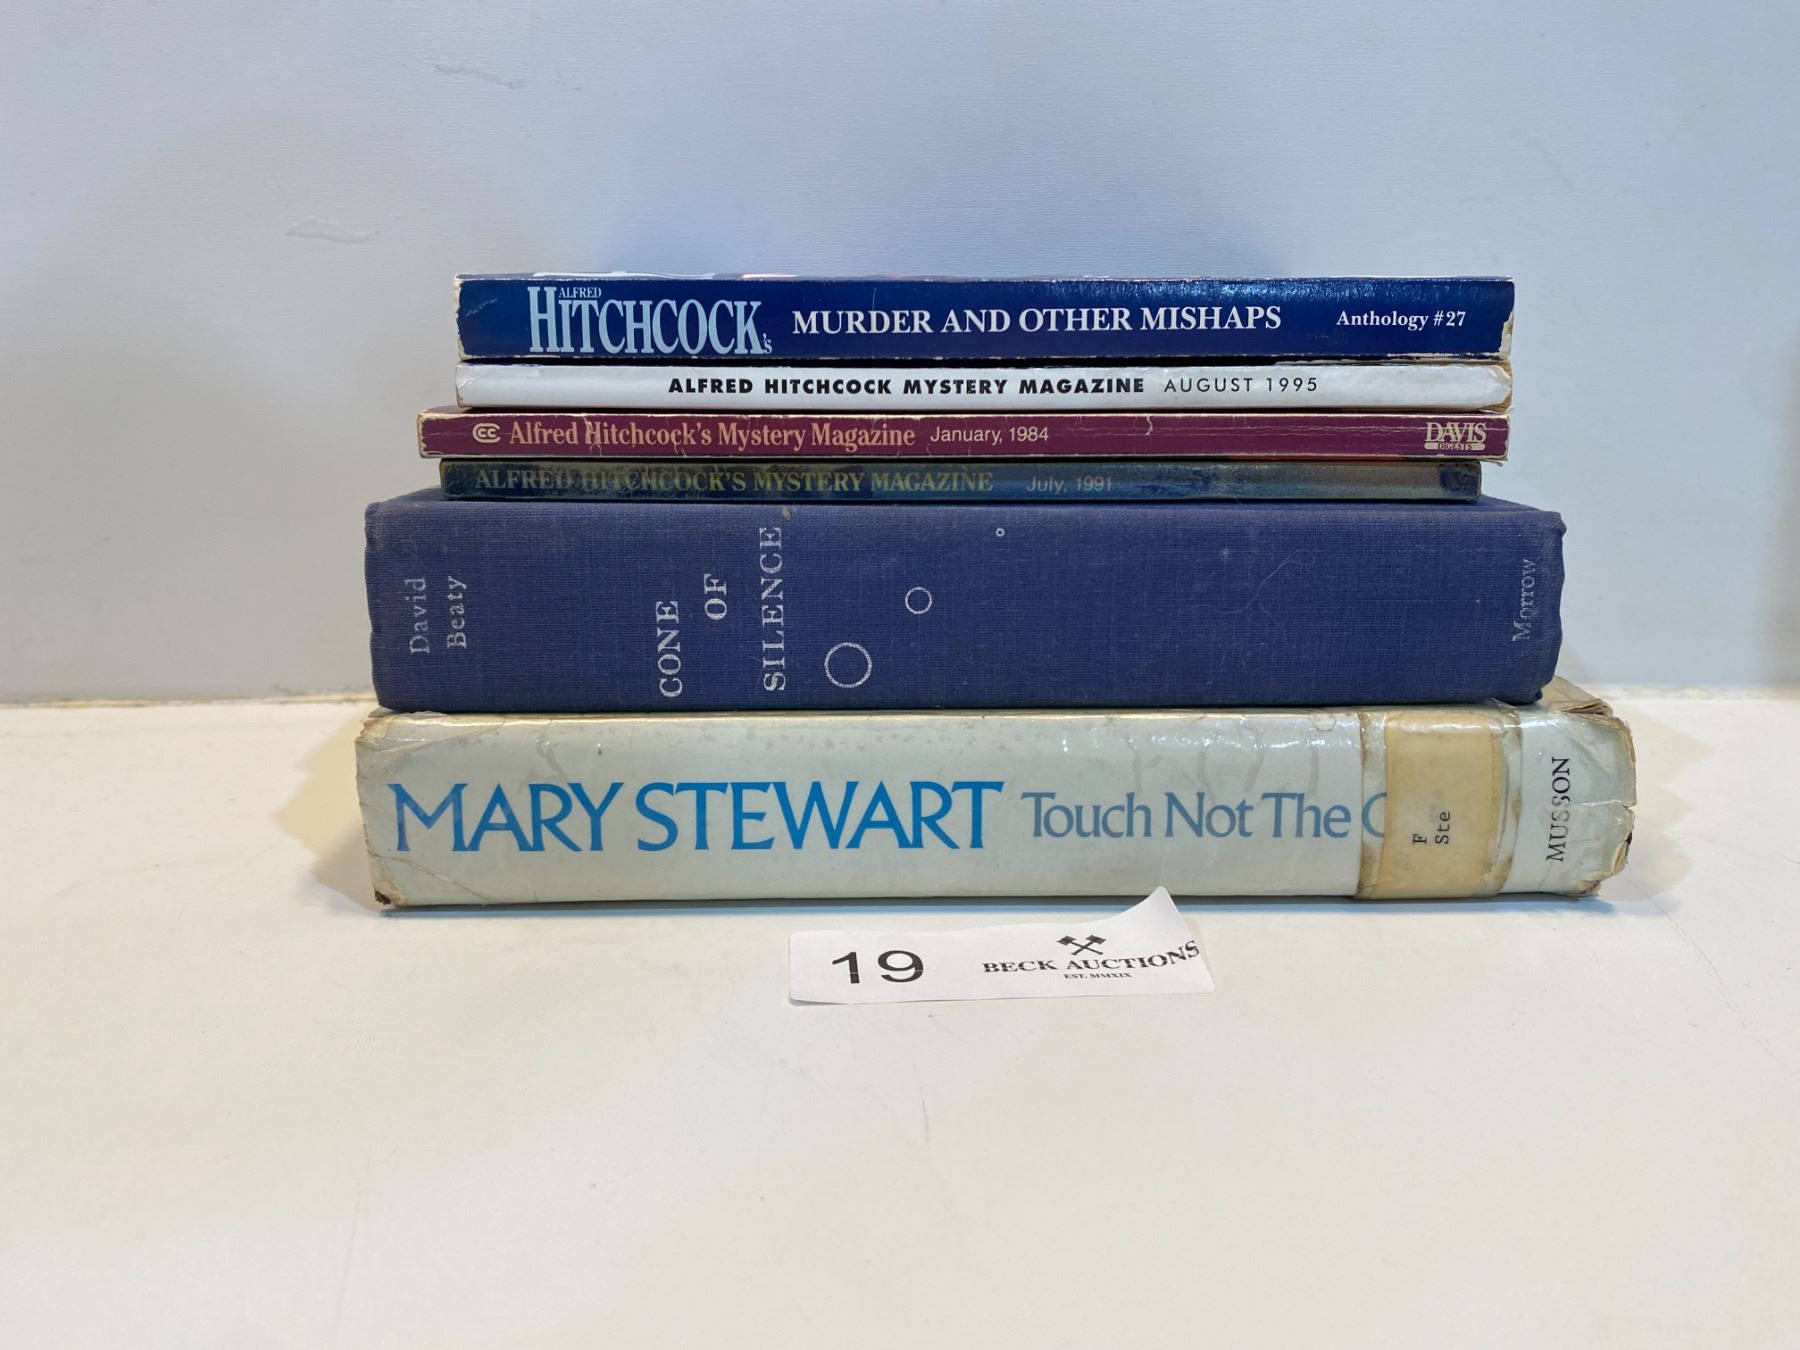 ALFRED
HITCHCOCK's MURDER AND OTHER MISHAPS Anthology #27
ALFRED HITCHCOCK MYSTERY MAGAZINE AUGUST 1995
CC Alfred Hitchcock's Mystery Magazine January, 1984 DAVIS
DIGESTS
ALFRED HITCHCOCK'S MYSTERY MAGAZINE July, 1991
David
Beaty
CONE
OF
SILENCE
Morrow
MARY STEWART Touch Not The C
F
Ste
MUSSON
19
BECK AUCTIONS
EST. MMXIX